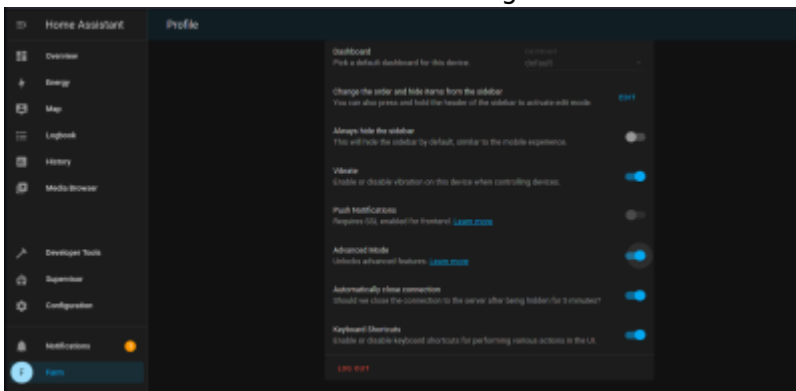 Home Assistant
Profile
Overview
Energy
Map
Logbook
History
Media Browser
Developer Tools
Supervisor
Configuration
Notifications
Farm
F
Dashboard
Pick a default dashboard for this device.
Dashboard
default
Change the order and hide items from the sidebar
You can also press and hold the header of the sidebar to activate edit mode.
EDIT
Always hide the sidebar
This will hide the sidebar by default, similar to the mobile experience.
Vibrate
Enable or disable vibration on this device when controlling devices.
Push Notifications
Requires SSL enabled for frontend. Learn more
Advanced Mode
Unlocks advanced features. Learn more
Automatically close connection
Should we close the connection to the server after being hidden for 5 minutes?
Keyboard Shortcuts
Enable or disable keyboard shortcuts for performing various actions in the UI.
LOG OUT